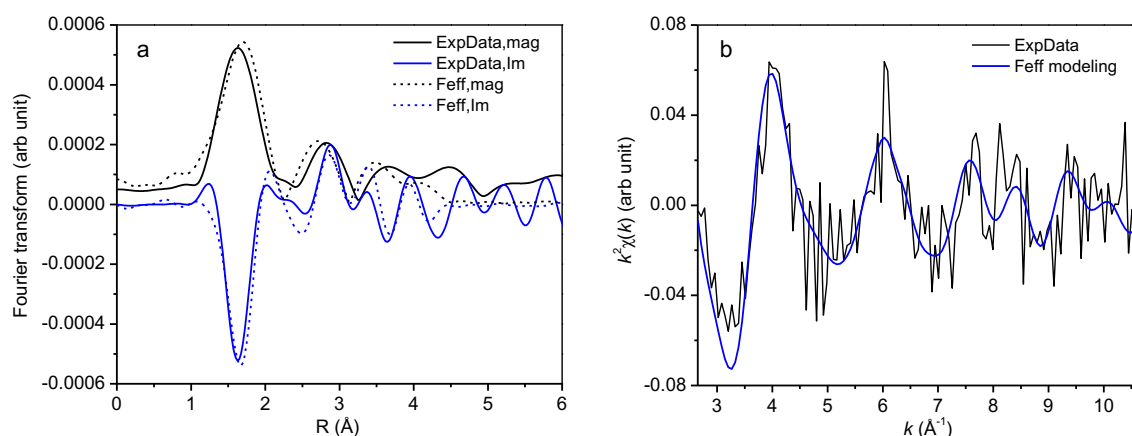 0.0006
0.0004
0.0002
0.0000
-0.0002
-0.0004
-0.0006
Fourier transform (arb unit)
a
ExpData,mag
ExpData,Im
Feff,mag
Feff,Im
0 1 2 3 4 5 6
R (Å)
0.08
0.04
0.00
-0.04
-0.08
k²χ(k) (arb unit)
b
ExpData
Feff modeling
3 4 5 6 7 8 9 10
k (Å⁻¹)